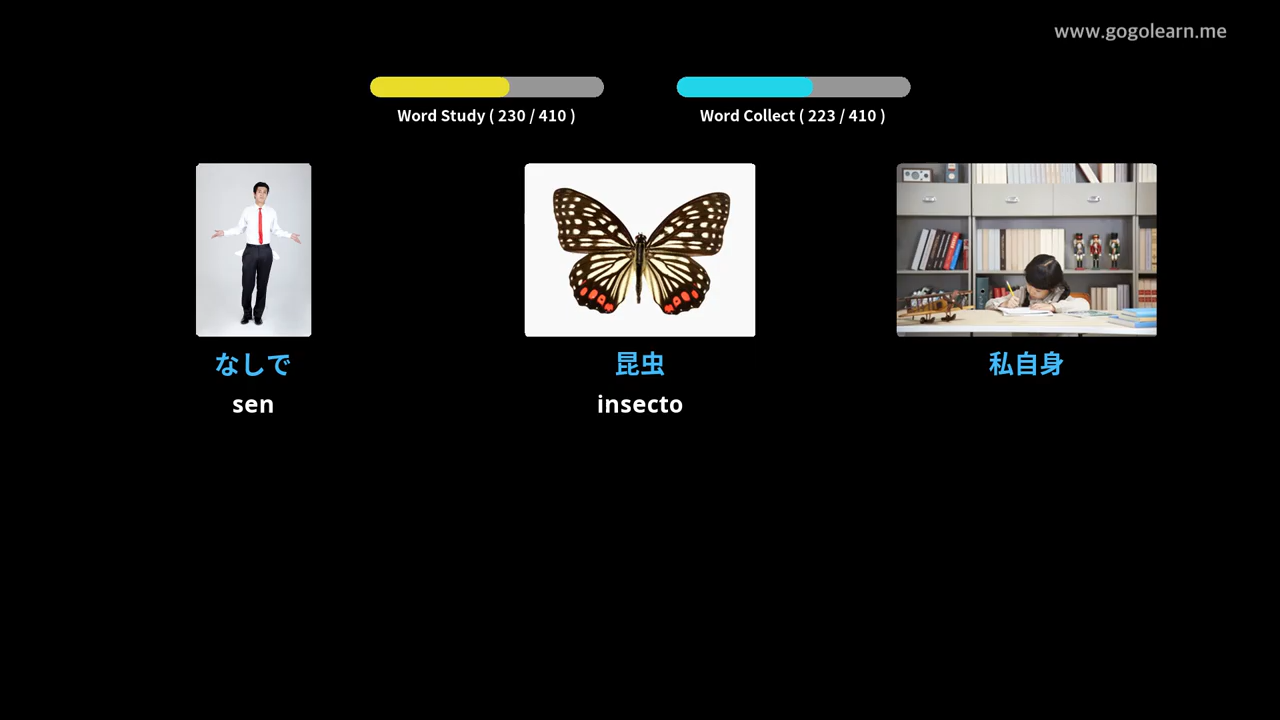 www.gogolearn.me
Word Study ( 230 / 410 )
Word Collect ( 223 / 410 )
なしで
昆虫
私自身
sen
insecto